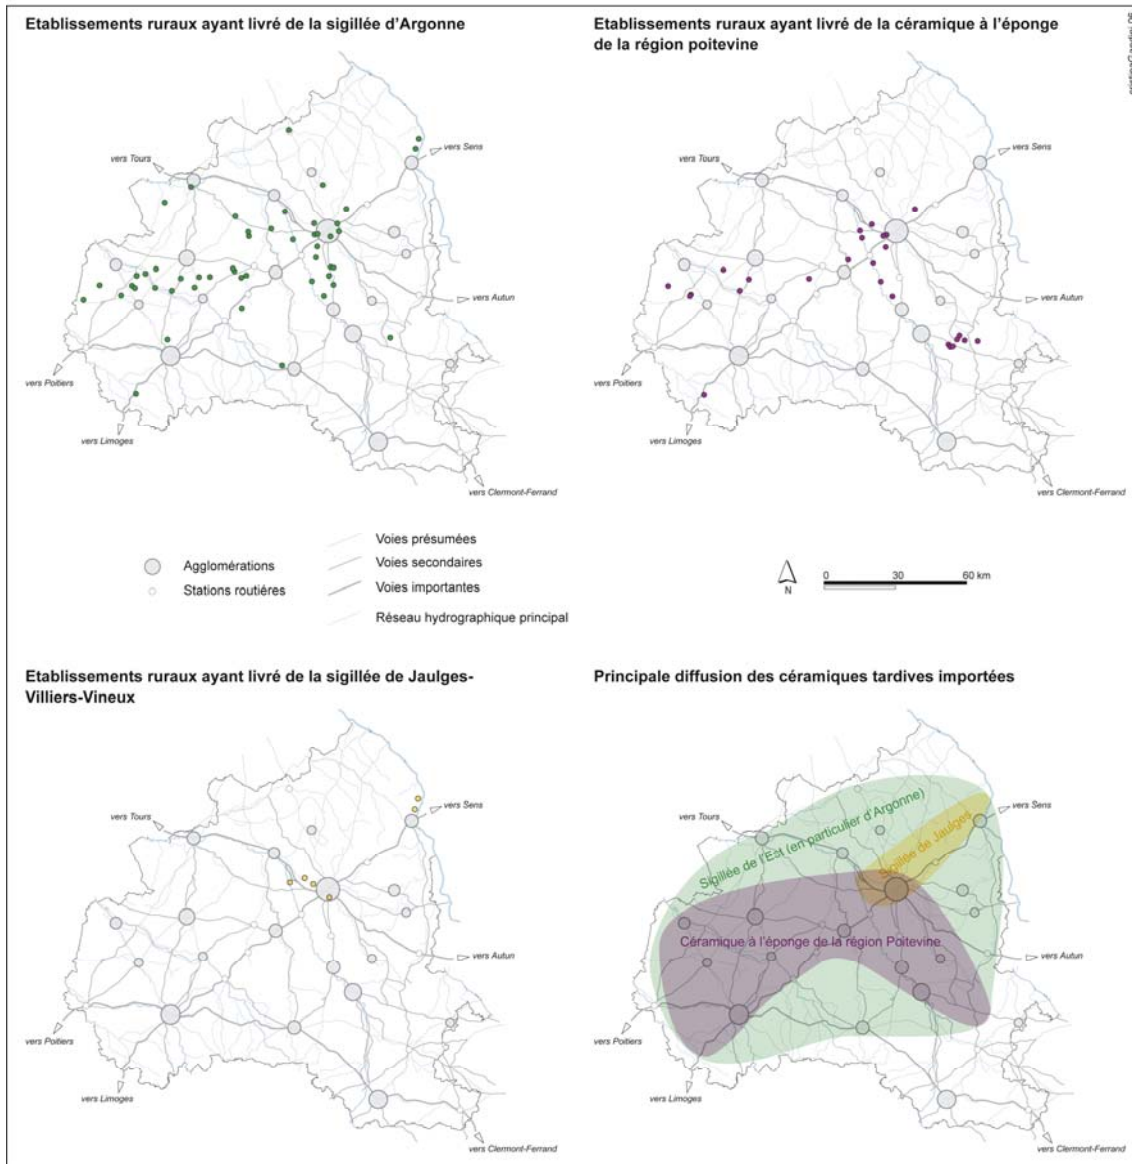 Etablissements ruraux ayant livré de la sigillée d'Argonne
vers Tours
vers Sens
vers Autun
vers Poitiers
vers Limoges
vers Clermont-Ferrand
Etablissements ruraux ayant livré de la céramique à l'éponge
de la région poitevine
vers Tours
vers Sens
vers Autun
vers Poitiers
vers Limoges
vers Clermont-Ferrand
Agglomérations
Stations routières
Voies présumées
Voies secondaires
Voies importantes
Réseau hydrographique principal
N
0 30 60 km
Etablissements ruraux ayant livré de la sigillée de Jaulges-
Villiers-Vineux
vers Tours
vers Sens
vers Autun
vers Poitiers
vers Limoges
vers Clermont-Ferrand
Principale diffusion des céramiques tardives importées
vers Tours
vers Sens
Sigillée de l'Est (en particulier d'Argonne)
Sigillée de Jaulges
Céramique à l'éponge de la région Poitevine
vers Autun
vers Poitiers
vers Limoges
vers Clermont-Ferrand